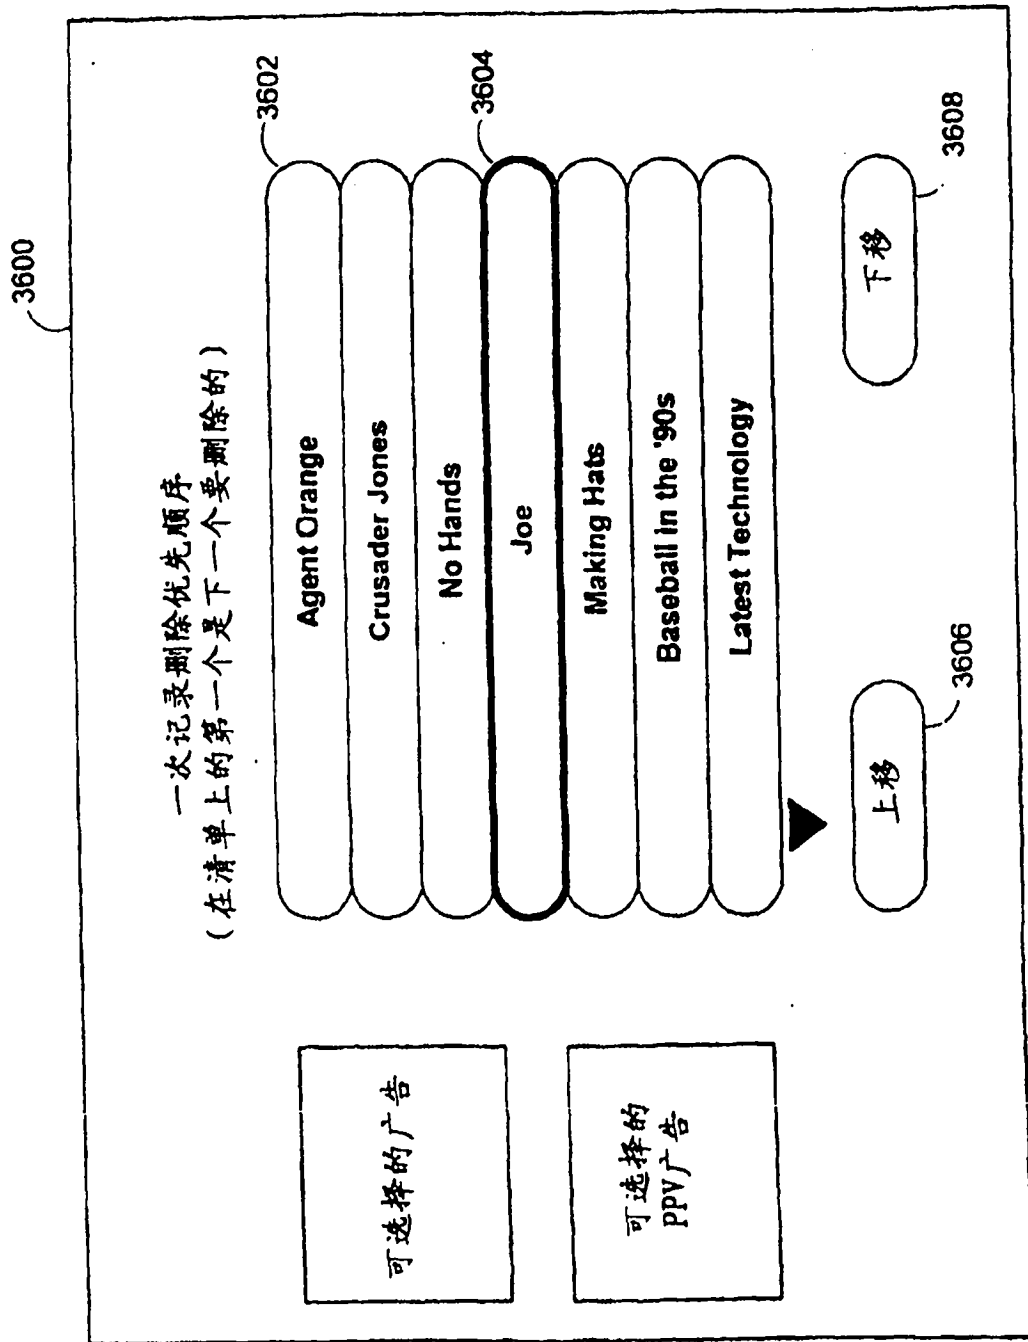 3600
一次记录删除优先顺序
(在清单上的第一个是下一个要删除的)
3602
Agent Orange
Crusader Jones
No Hands
3604
Joe
Making Hats
Baseball in the '90s
Latest Technology
可选择的广告
可选择的
PPV广告
上移
3606
下移
3608